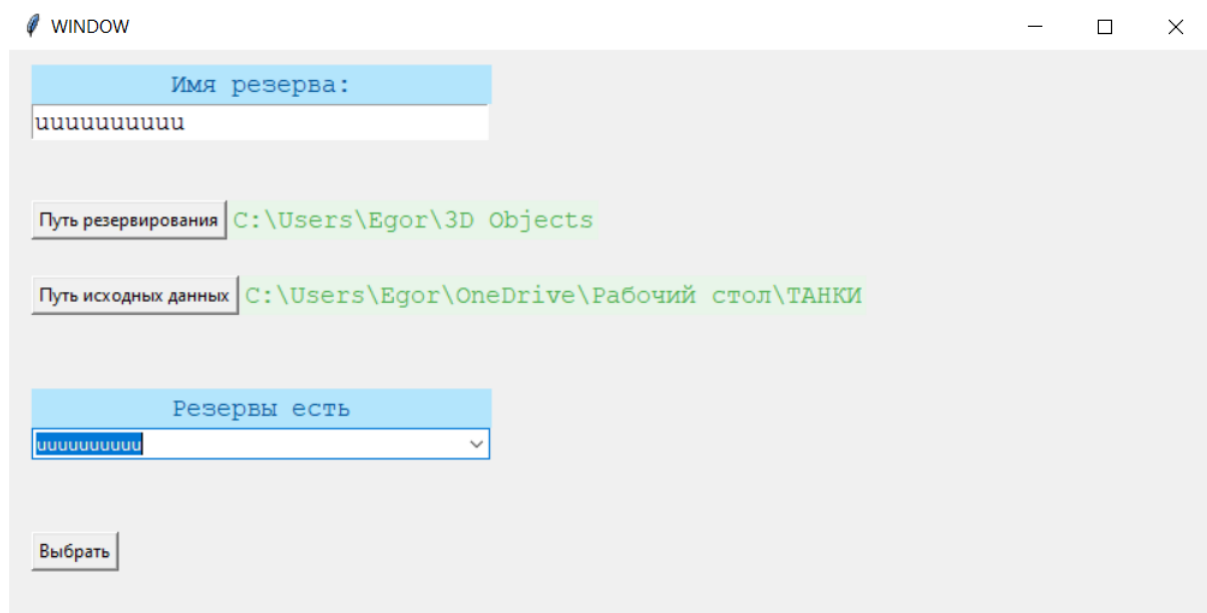 WINDOW
Имя резерва:
uuuuuuuuuu
Путь резервирования C:\Users\Egor\3D Objects
Путь исходных данных C:\Users\Egor\OneDrive\Рабочий стол\ТАНКИ
Резервы есть
uuuuuuuuuu
Выбрать